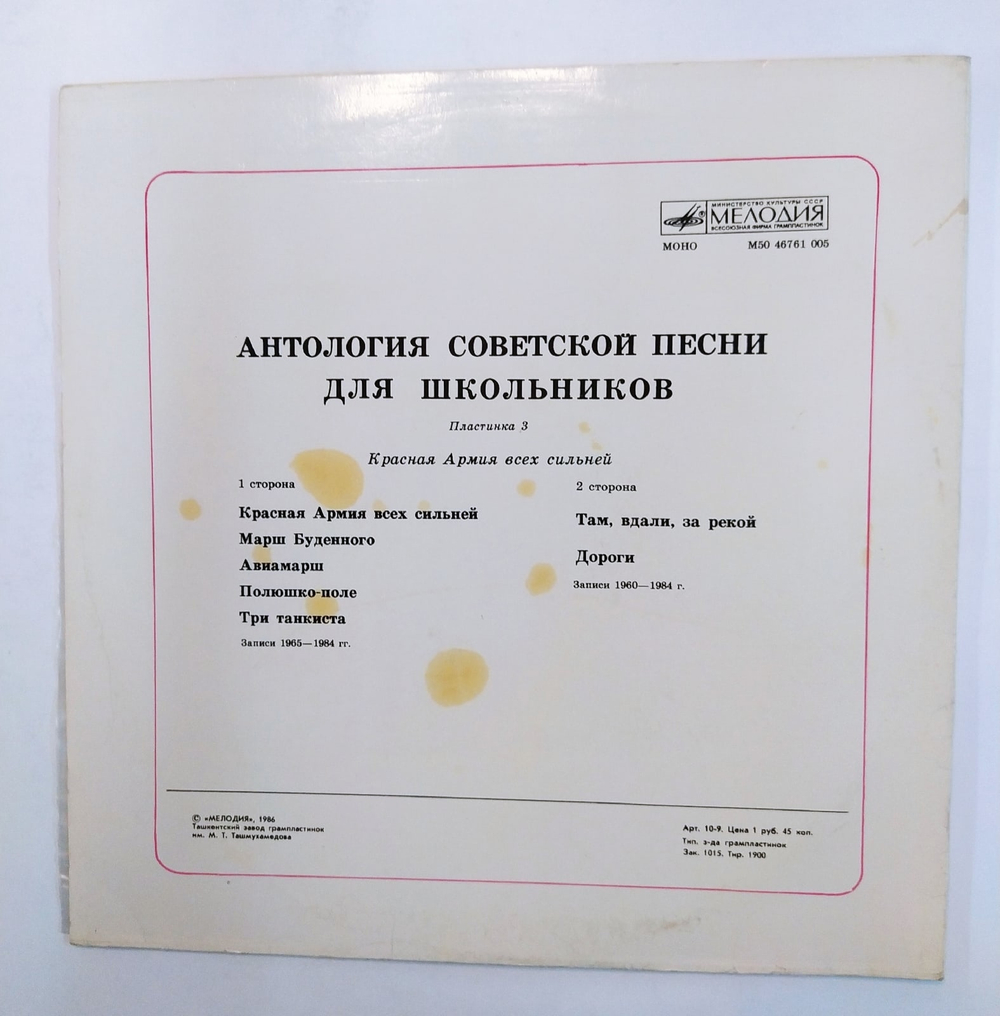 МИНИСТЕРСТВО КУЛЬТУРЫ СССР
МЕЛОДИЯ
ВСЕСОЮЗНАЯ ФИРМА ГРАМПЛАСТИНОК
МОНО М50 46761 005
АНТОЛОГИЯ СОВЕТСКОЙ ПЕСНИ
ДЛЯ ШКОЛЬНИКОВ
Пластинка 3
Красная Армия всех сильней
1 сторона
Красная Армия всех сильней
Марш Буденного
Авиамарш
Полюшко-поле
Три танкиста
Записи 1965—1984 гг.
2 сторона
Там, вдали, за рекой
Дороги
Записи 1960—1984 г.
© «МЕЛОДИЯ», 1986
Ташкентский завод грампластинок
им. М. Т. Ташмухамедова
Арт. 10-9. Цена 1 руб. 45 коп.
Тип. з-да грампластинок
Зак. 1015. Тир. 1900